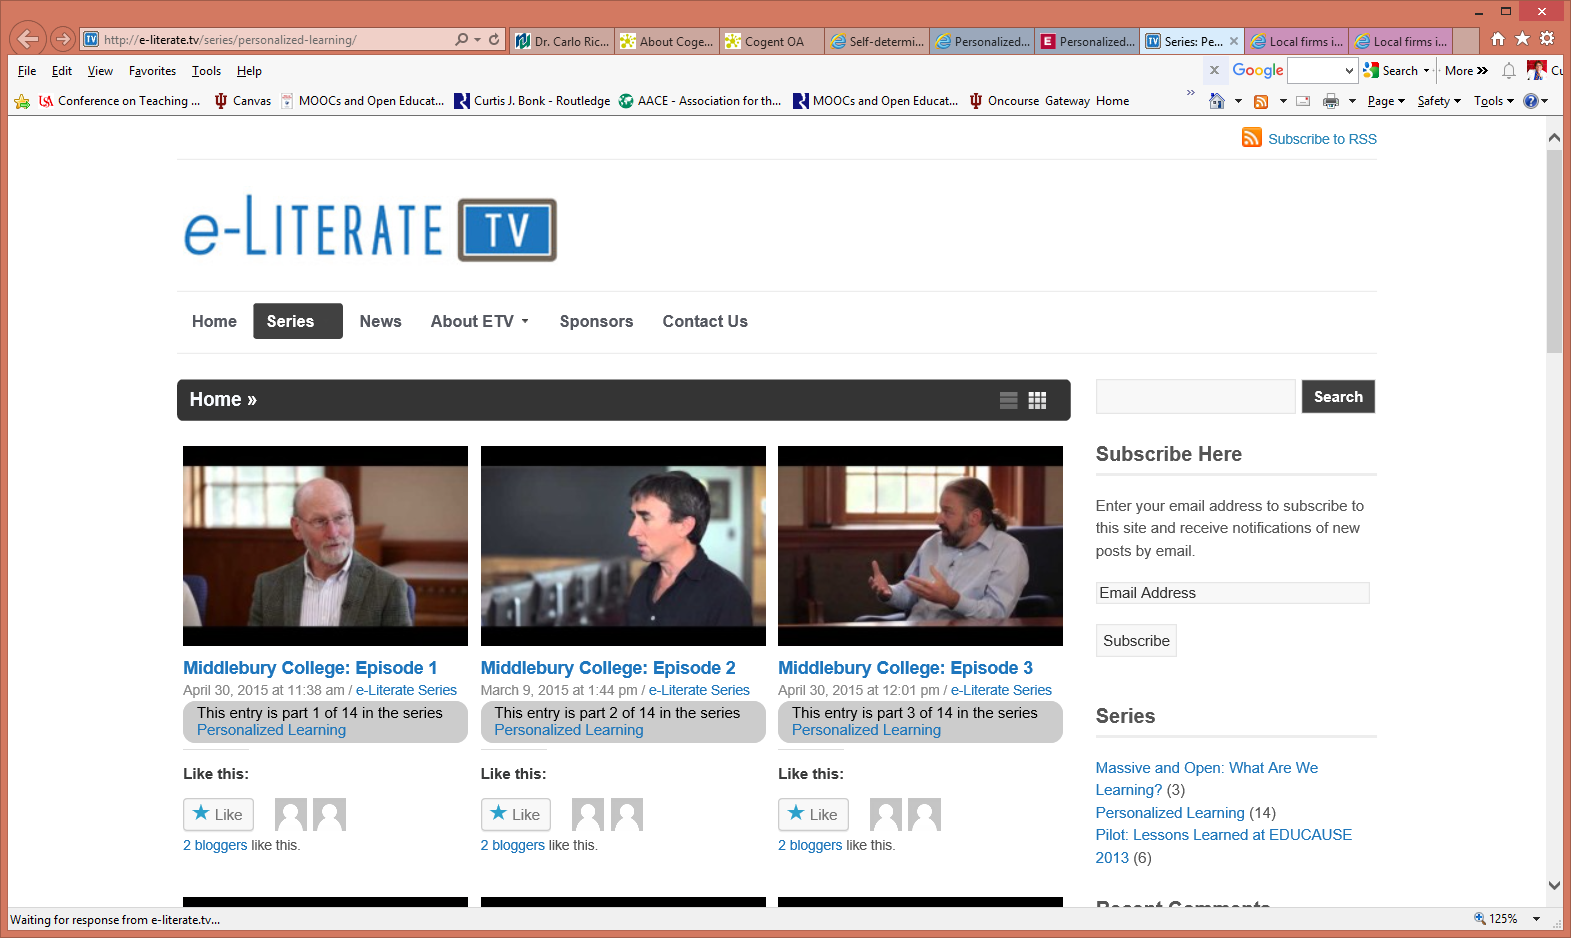 http://e-literate.tv/series/personalized-learning/
Dr. Carlo Ric...
About Coge...
Cogent OA
Self-determi...
Personalized...
Personalized...
Series: Pe...
Local firms i...
Local firms i...
File Edit View Favorites Tools Help
Google
Search
More
Conference on Teaching ...
Canvas
MOOCs and Open Educat...
Curtis J. Bonk - Routledge
AACE - Association for th...
MOOCs and Open Educat...
Oncourse Gateway Home
Page Safety Tools
Subscribe to RSS
e-Literate TV
Home Series News About ETV Sponsors Contact Us
Home »
Search
Middlebury College: Episode 1
April 30, 2015 at 11:38 am / e-Literate Series
This entry is part 1 of 14 in the series
Personalized Learning
Like this:
Like
2 bloggers like this.
Middlebury College: Episode 2
March 9, 2015 at 1:44 pm / e-Literate Series
This entry is part 2 of 14 in the series
Personalized Learning
Like this:
Like
2 bloggers like this.
Middlebury College: Episode 3
April 30, 2015 at 12:01 pm / e-Literate Series
This entry is part 3 of 14 in the series
Personalized Learning
Like this:
Like
2 bloggers like this.
Subscribe Here
Enter your email address to subscribe to
this site and receive notifications of new
posts by email.
Email Address
Subscribe
Series
Massive and Open: What Are We
Learning? (3)
Personalized Learning (14)
Pilot: Lessons Learned at EDUCAUSE
2013 (6)
Recent Comments
Waiting for response from e-literate.tv...
125%